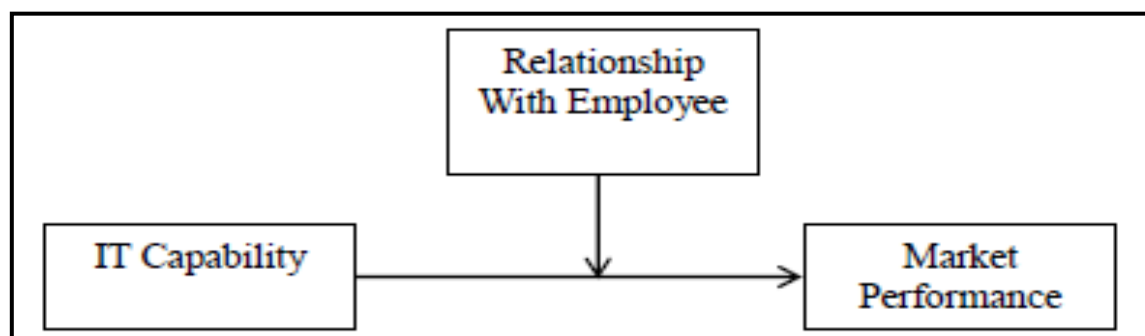 Relationship
With Employee
IT Capability
Market
Performance